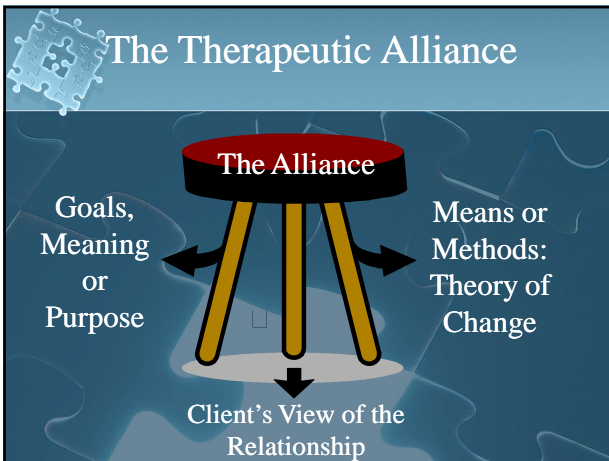 The Therapeutic Alliance
The Alliance
Goals,
Meaning
or
Purpose
Means or
Methods:
Theory of
Change
Client’s View of the
Relationship